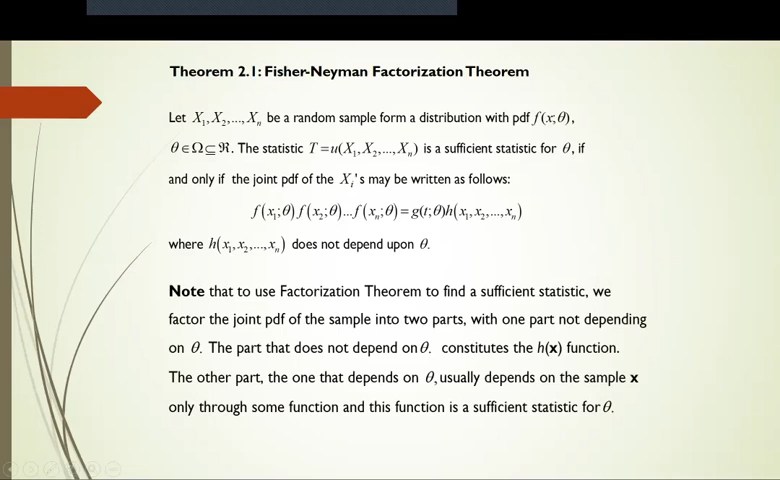 Theorem 2.1: Fisher-Neyman Factorization Theorem
Let X₁, X₂,..., Xₙ be a random sample form a distribution with pdf f(x;θ),
θ ∈ Ω ⊆ ℜ. The statistic T = u(X₁, X₂,..., Xₙ) is a sufficient statistic for θ, if
and only if the joint pdf of the Xᵢ's may be written as follows:
f(x₁;θ) f(x₂;θ)...f(xₙ;θ) = g(t;θ)h(x₁,x₂,...,xₙ)
where h(x₁,x₂,...,xₙ) does not depend upon θ.
Note that to use Factorization Theorem to find a sufficient statistic, we
factor the joint pdf of the sample into two parts, with one part not depending
on θ. The part that does not depend on θ. constitutes the h(x) function.
The other part, the one that depends on θ, usually depends on the sample x
only through some function and this function is a sufficient statistic for θ.